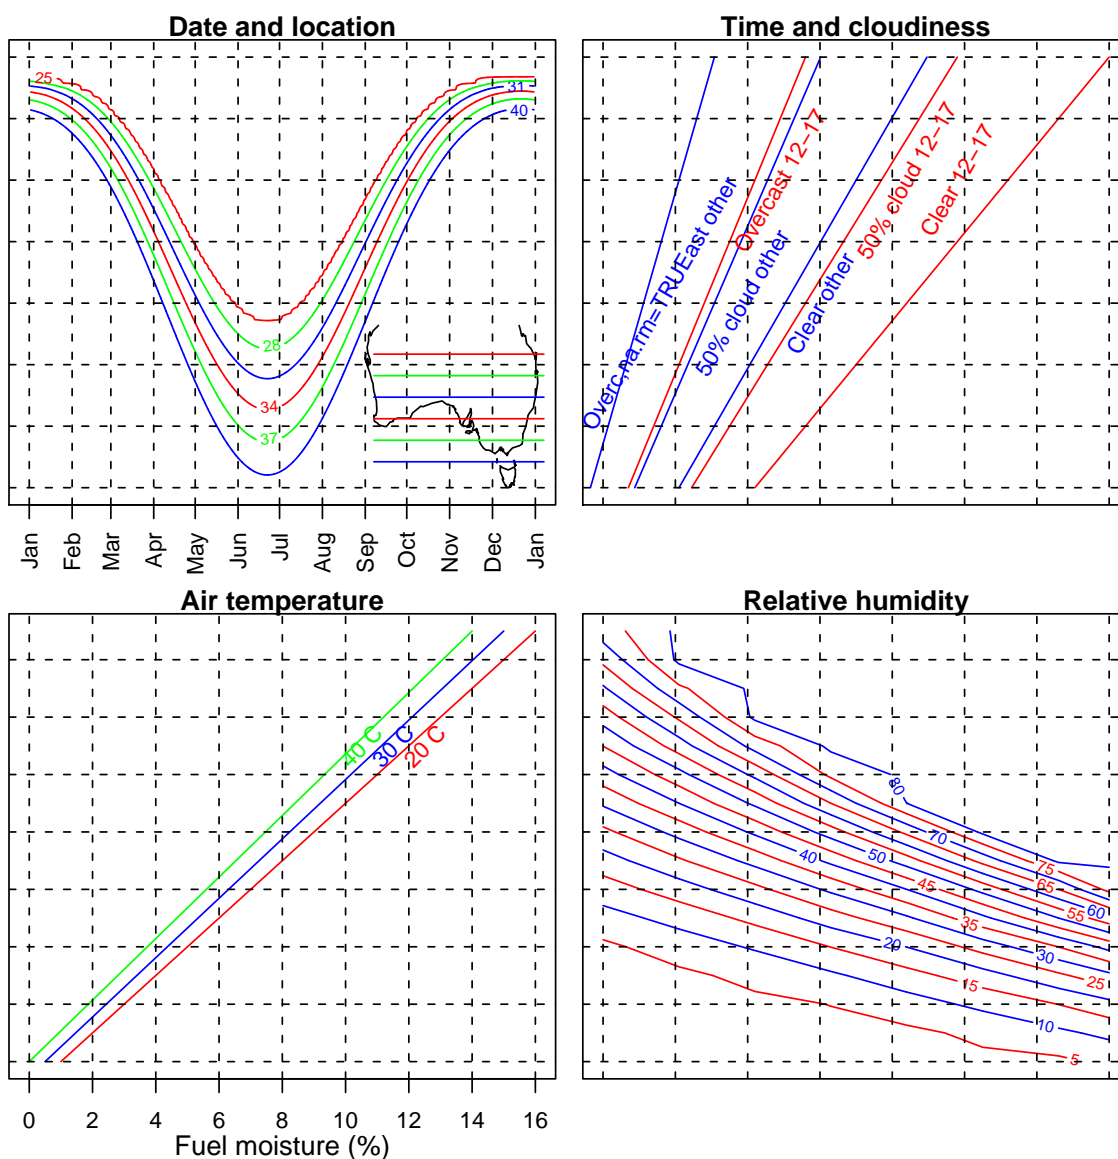 Date and location
25
31
40
28
34
37
Jan
Feb
Mar
Apr
May
Jun
Jul
Aug
Sep
Oct
Nov
Dec
Jan
Time and cloudiness
Overc,na.rm=TRUEast other
Overcast 12−17
50% cloud other
Clear other
50% cloud 12−17
Clear 12−17
Air temperature
40 C
30 C
20 C
0 2 4 6 8 10 12 14 16
Fuel moisture (%)
Relative humidity
80
70
75
50
40
65
60
45
55
35
20
30
25
15
10
5